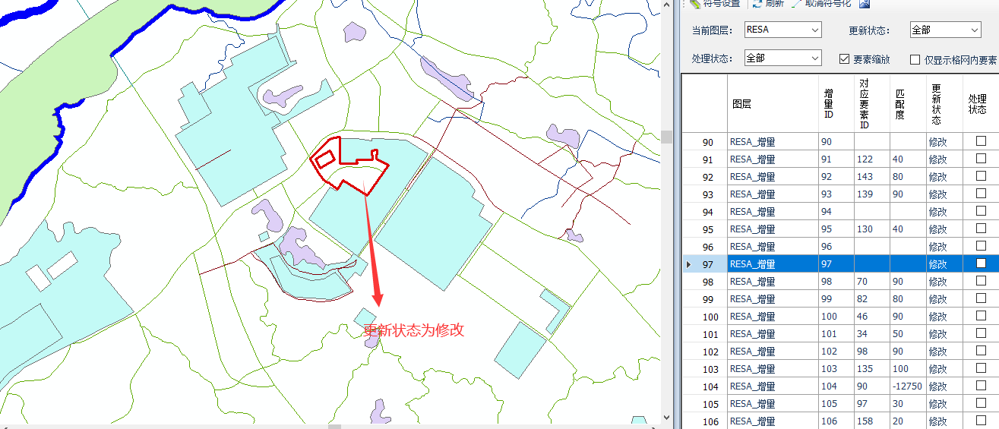 符号设置 刷新 取消符号化
当前图层： RESA 更新状态： 全部
处理状态： 全部 要素缩放 仅显示格网内要素
图层 增量ID 对应要素ID 匹配度 更新状态 处理状态
90 RESA_增量 90 修改
91 RESA_增量 91 122 40 修改
92 RESA_增量 92 143 80 修改
93 RESA_增量 93 139 90 修改
94 RESA_增量 94 修改
95 RESA_增量 95 130 40 修改
96 RESA_增量 96 修改
97 RESA_增量 97 修改
98 RESA_增量 98 70 90 修改
99 RESA_增量 99 82 80 修改
100 RESA_增量 100 46 90 修改
101 RESA_增量 101 34 50 修改
102 RESA_增量 102 98 90 修改
103 RESA_增量 103 135 100 修改
104 RESA_增量 104 90 -12750 修改
105 RESA_增量 105 97 30 修改
106 RESA_增量 106 158 20 修改
更新状态为修改